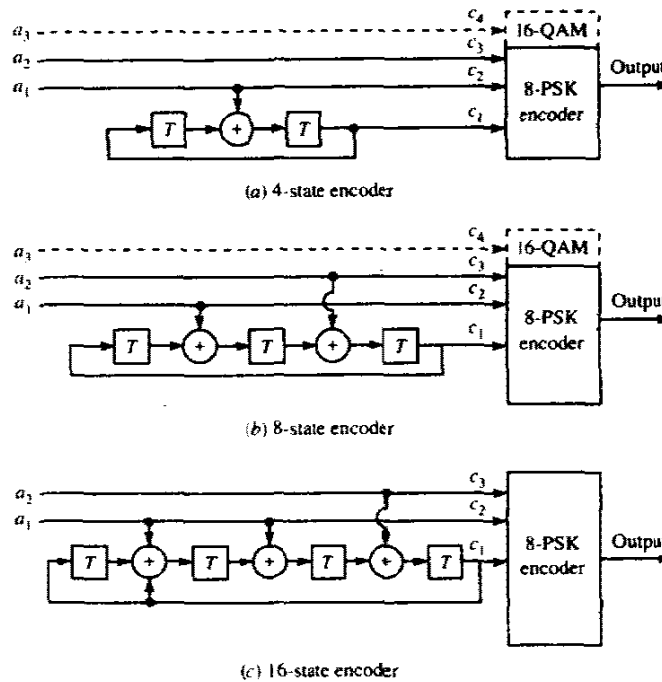 c4
a3
16-QAM
c3
a2
c2
Output
a1
8-PSK
encoder
T + T
c1
(a) 4-state encoder
c4
a3
16-QAM
c3
a2
c2
Output
a1
8-PSK
encoder
T + T + T
c1
(b) 8-state encoder
c3
a2
c2
a1
8-PSK
encoder
Output
T + T + T + T
c1
(c) 16-state encoder